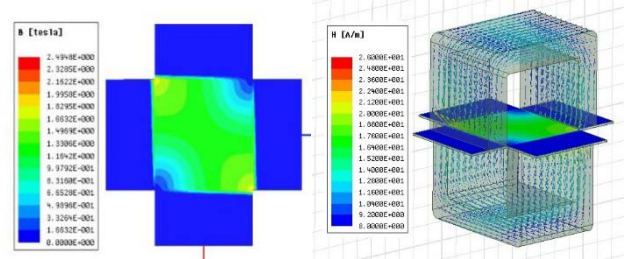 B [tesla]
2.4948E+000
2.3285E+000
2.1622E+000
1.9958E+000
1.8295E+000
1.6632E+000
1.4969E+000
1.3306E+000
1.1642E+000
9.9792E-001
8.3160E-001
6.6528E-001
4.9896E-001
3.3264E-001
1.6632E-001
0.0000E+000
H [A/m]
2.6000E+001
2.4800E+001
2.3600E+001
2.2400E+001
2.1200E+001
2.0000E+001
1.8800E+001
1.7600E+001
1.6400E+001
1.5200E+001
1.4000E+001
1.2800E+001
1.1600E+001
1.0400E+001
9.2000E+000
8.0000E+000